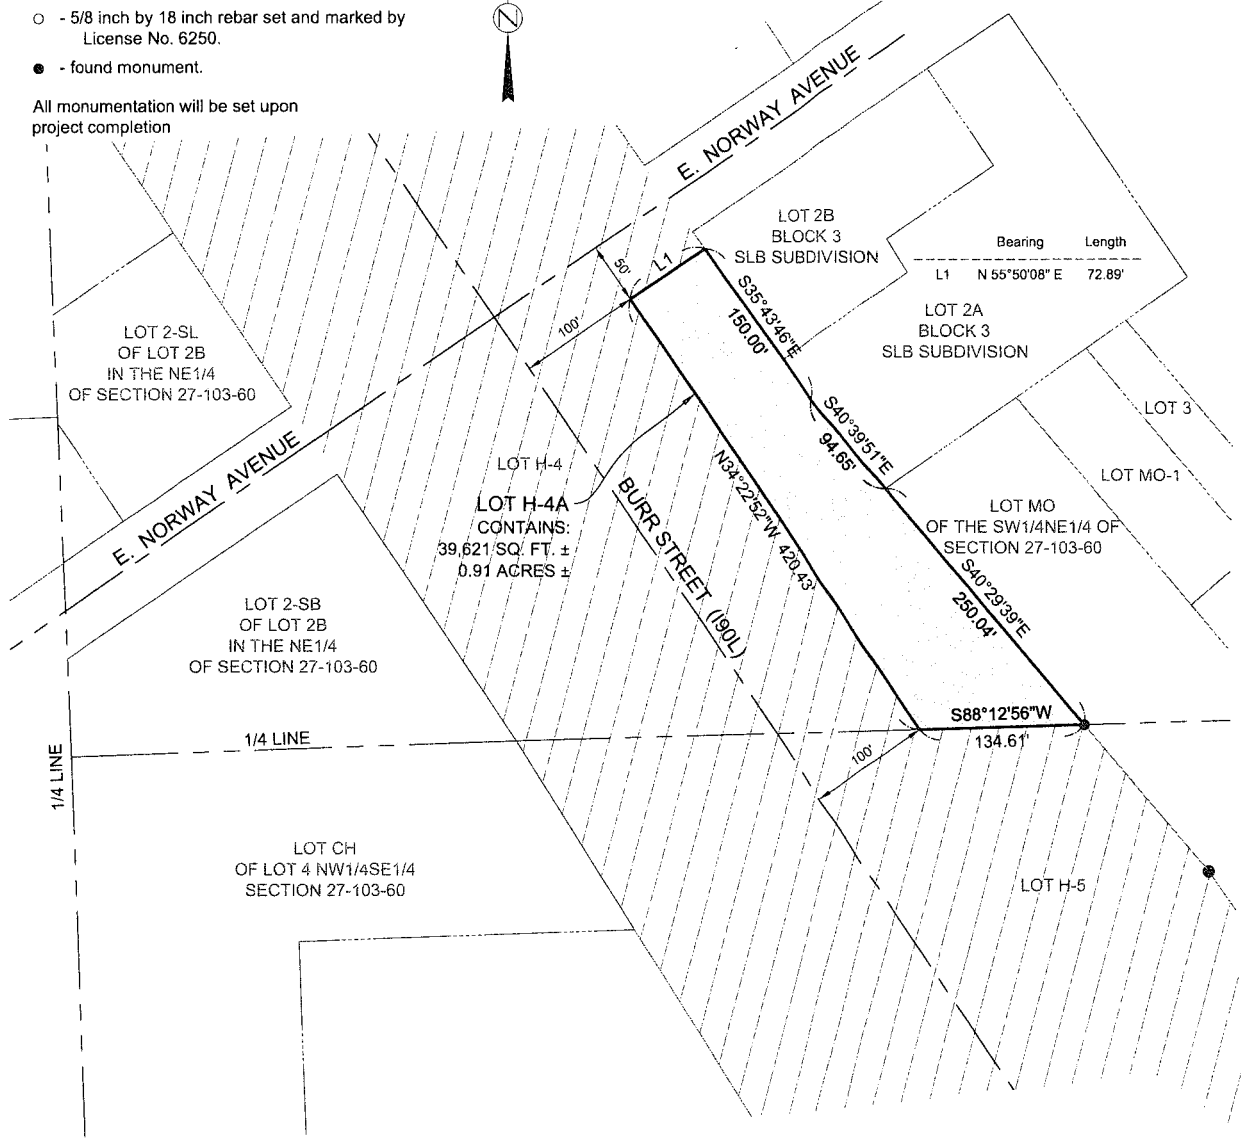 - 5/8 inch by 18 inch rebar set and marked by
License No. 6250.
- found monument.
All monumentation will be set upon
project completion
N
E. NORWAY AVENUE
LOT 2B
BLOCK 3
SLB SUBDIVISION
Bearing Length
L1 N 55°50'08" E 72.89'
LOT 2A
BLOCK 3
SLB SUBDIVISION
L1
50'
100'
S35°43'46"E
150.00'
LOT 2-SL
OF LOT 2B
IN THE NE1/4
OF SECTION 27-103-60
S40°39'51"E
94.65'
LOT 3
LOT MO-1
LOT MO
OF THE SW1/4NE1/4 OF
SECTION 27-103-60
E. NORWAY AVENUE
LOT H-4
LOT H-4A
CONTAINS:
39,621 SQ. FT. ±
0.91 ACRES ±
N34°22'52"W 420.43'
BURR STREET (I90L)
S40°29'39"E
250.04'
LOT 2-SB
OF LOT 2B
IN THE NE1/4
OF SECTION 27-103-60
S88°12'56"W
134.61'
1/4 LINE
1/4 LINE
100'
LOT CH
OF LOT 4 NW1/4SE1/4
SECTION 27-103-60
LOT H-5